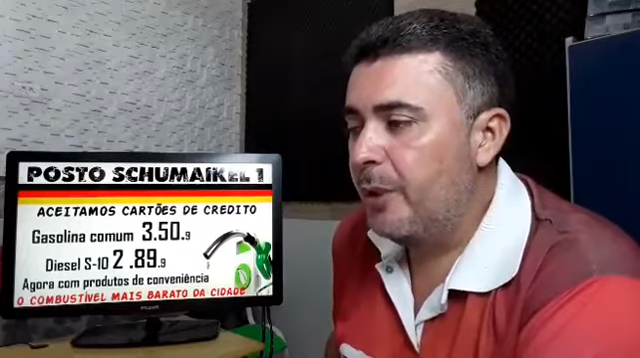 POSTO SCHUMAIKEL 1
ACEITAMOS CARTÕES DE CREDITO
Gasolina comum 3.50.9
Diesel S-10 2.89.9
Agora com produtos de conveniência
O COMBUSTÍVEL MAIS BARATO DA CIDADE